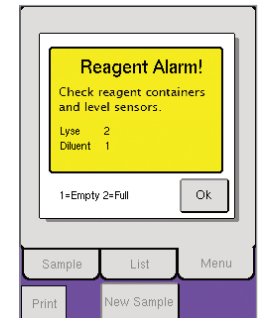 Reagent Alarm!
Check reagent containers
and level sensors.
Lyse 2
Diluent 1
1=Empty 2=Full
Ok
Sample List Menu
Print New Sample